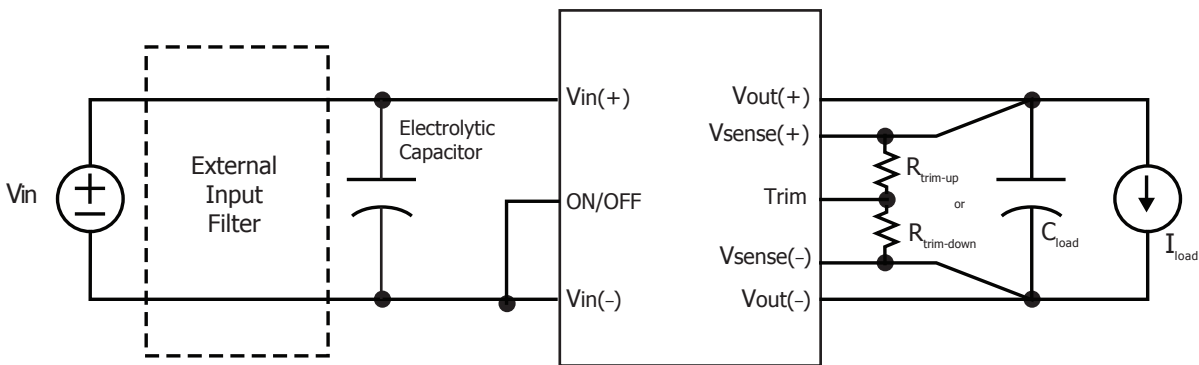 Vin
External
Input
Filter
Electrolytic
Capacitor
Vin(+)
ON/OFF
Vin(−)
Vout(+)
Vsense(+)
Trim
Vsense(−)
Vout(−)
Rtrim-up
or
Rtrim-down
Cload
Iload